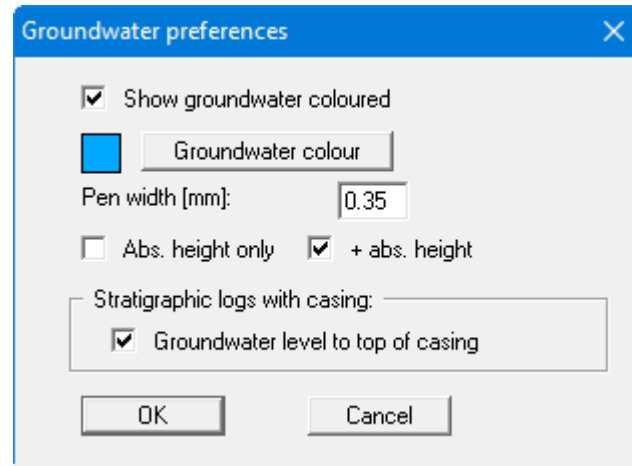 Groundwater preferences
Show groundwater coloured
Groundwater colour
Pen width [mm]: 0.35
Abs. height only + abs. height
Stratigraphic logs with casing:
Groundwater level to top of casing
OK Cancel